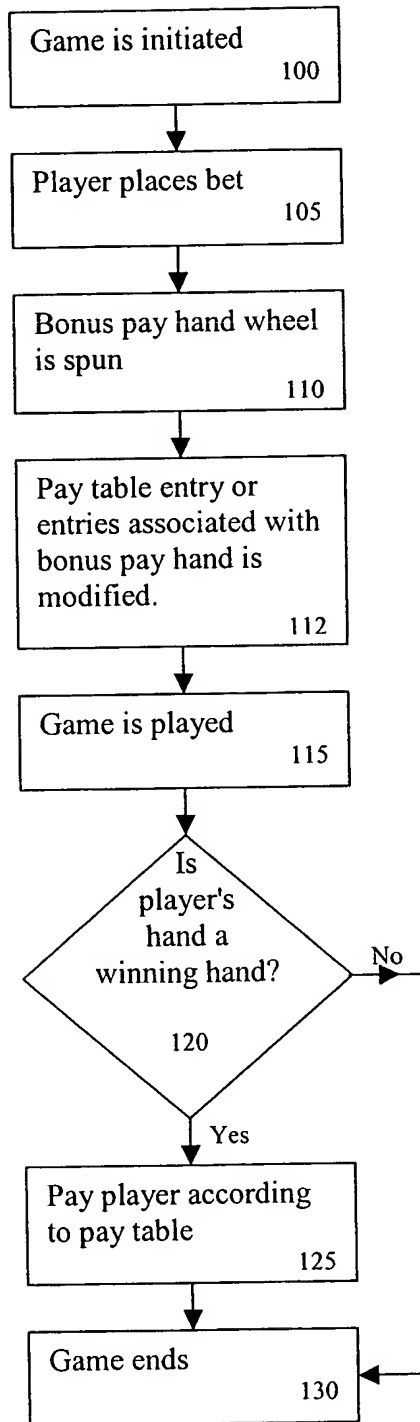 Game is initiated
100
Player places bet
105
Bonus pay hand wheel
is spun
110
Pay table entry or
entries associated with
bonus pay hand is
modified.
112
Game is played
115
Is
player's
hand a
winning hand?
No
120
Yes
Pay player according
to pay table
125
Game ends
130